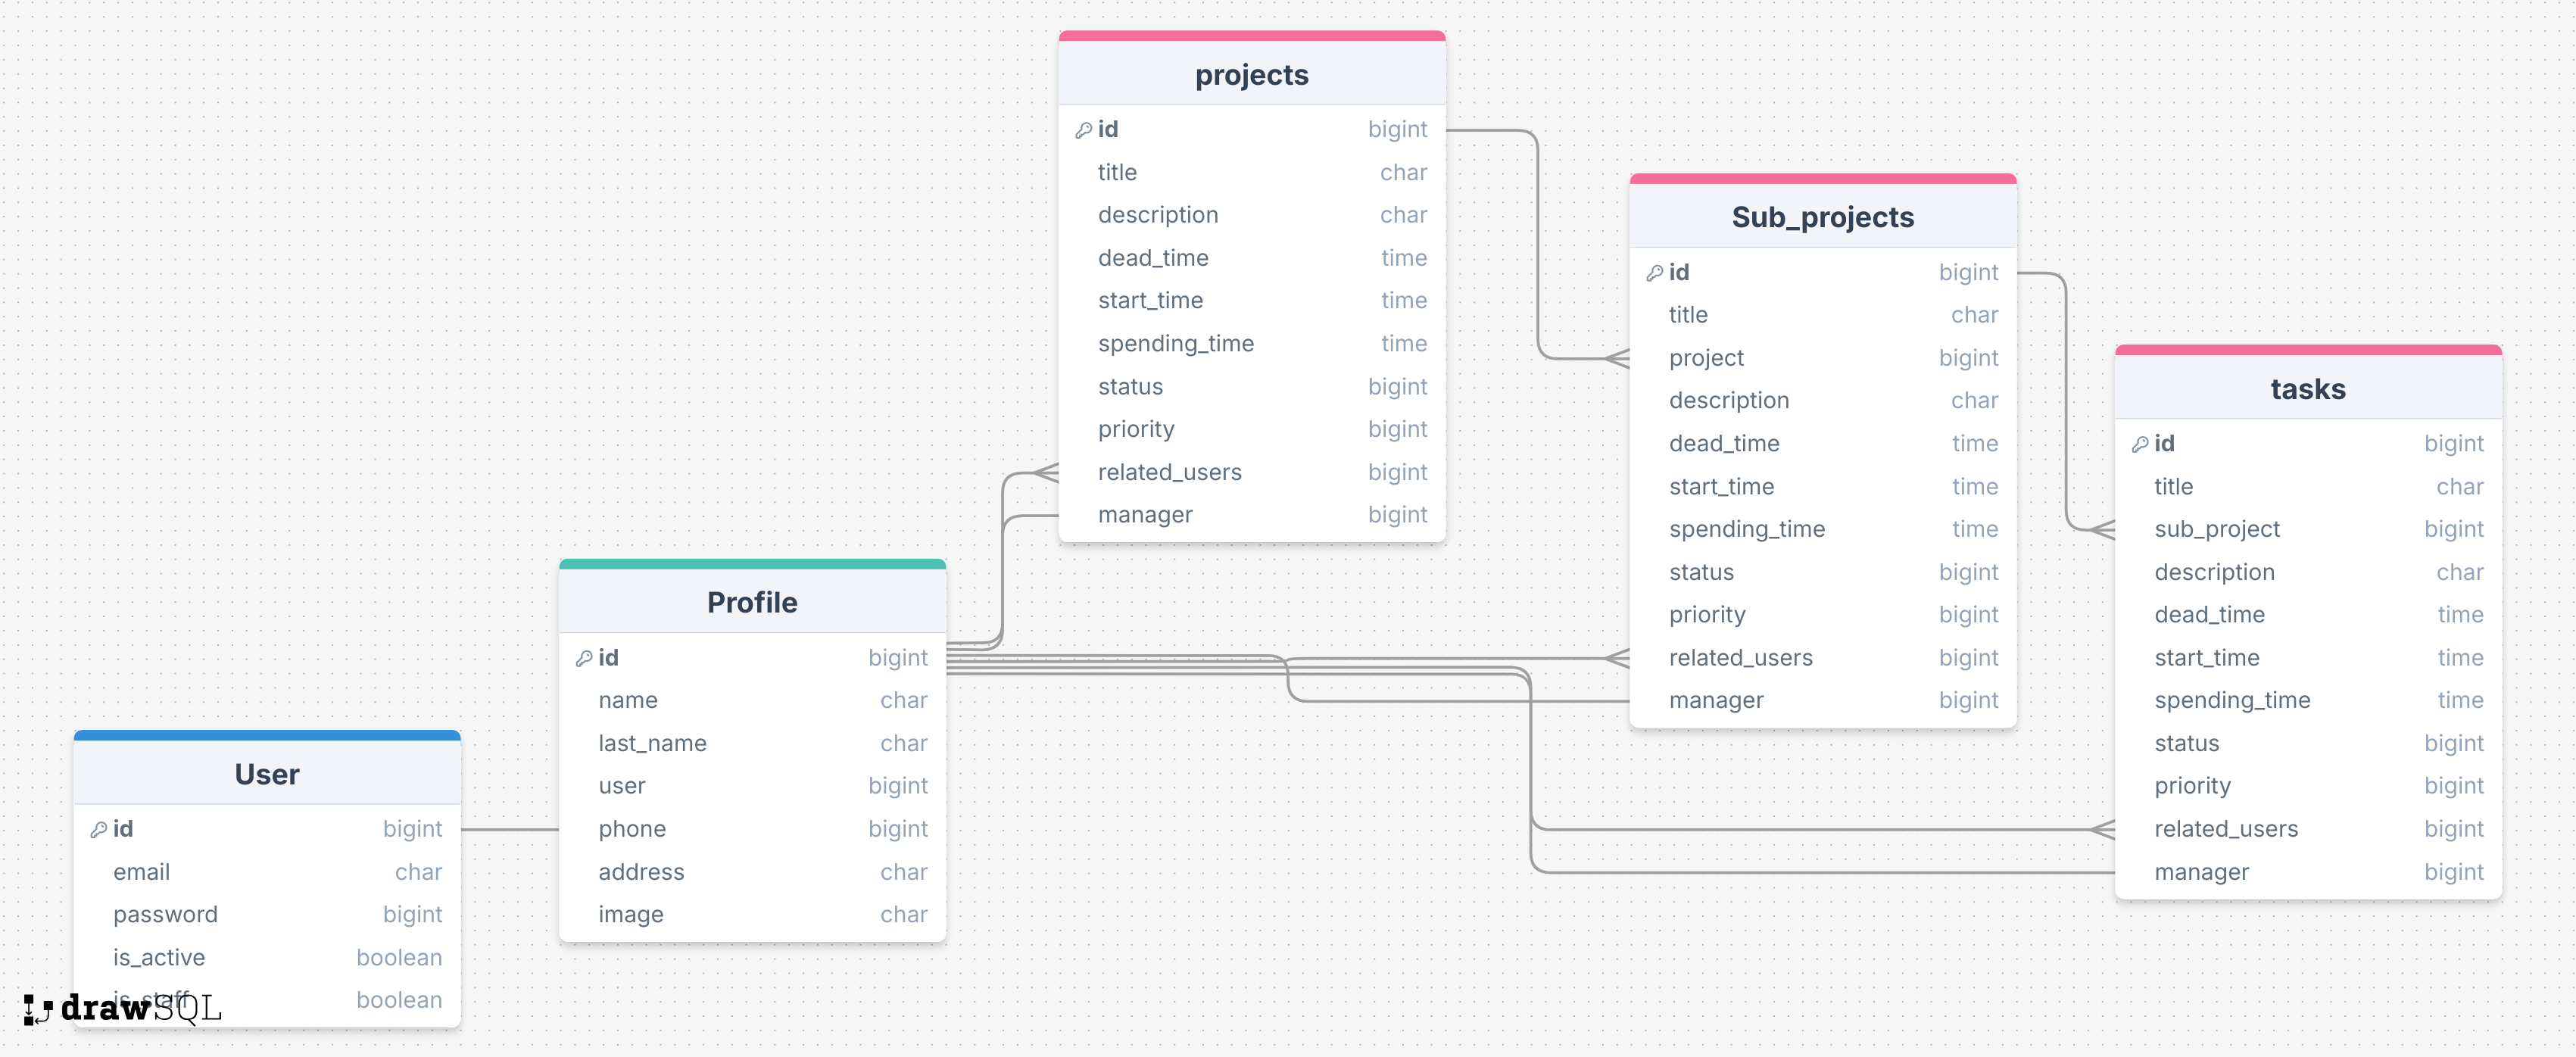 projects
id bigint
title char
description char
dead_time time
start_time time
spending_time time
status bigint
priority bigint
related_users bigint
manager bigint
Sub_projects
id bigint
title char
project bigint
description char
dead_time time
start_time time
spending_time time
status bigint
priority bigint
related_users bigint
manager bigint
tasks
id bigint
title char
sub_project bigint
description char
dead_time time
start_time time
spending_time time
status bigint
priority bigint
related_users bigint
manager bigint
Profile
id bigint
name char
last_name char
user bigint
phone bigint
address char
image char
User
id bigint
email char
password bigint
is_active boolean
is_staff boolean
drawSQL